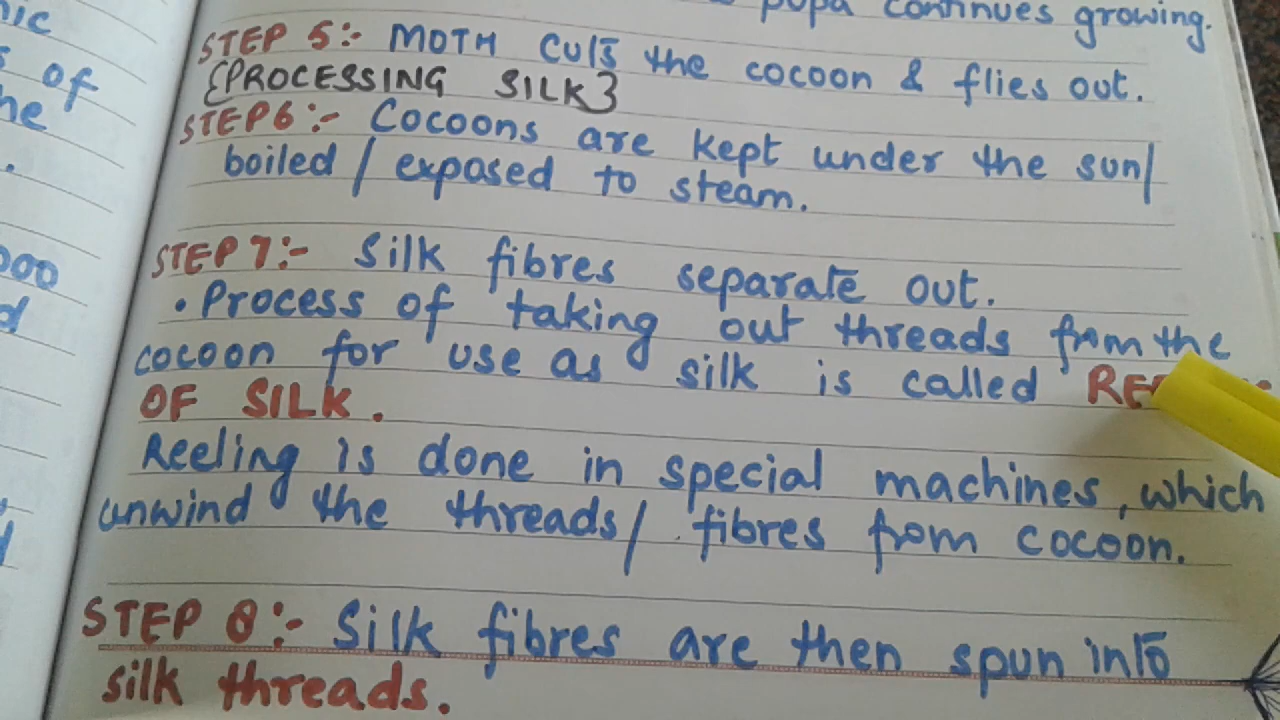 pupa continues growing.
STEP 5:- MOTH cuts the cocoon & flies out.
{PROCESSING SILK}
STEP6:- Cocoons are kept under the sun/
boiled / exposed to steam.
STEP 7:- Silk fibres separate out.
• Process of taking out threads from the
cocoon for use as silk is called
OF SILK.
Reeling is done in special machines, which
unwind the threads/ fibres from cocoon.
STEP 8:- Silk fibres are then spun into
silk threads.